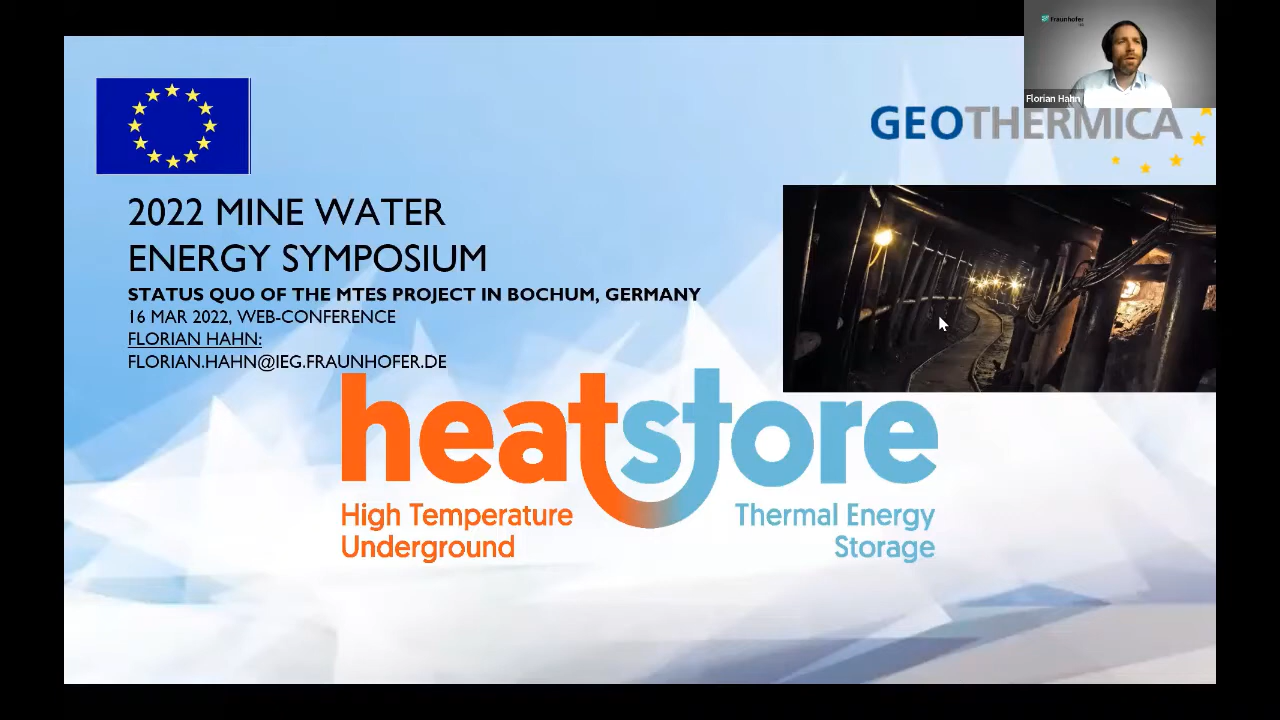 Fraunhofer
Florian Hahn
GEOTHERMICA
2022 MINE WATER
ENERGY SYMPOSIUM
STATUS QUO OF THE MTES PROJECT IN BOCHUM, GERMANY
16 MAR 2022, WEB-CONFERENCE
FLORIAN HAHN:
FLORIAN.HAHN@IEG.FRAUNHOFER.DE
heatstore
High Temperature
Underground
Thermal Energy
Storage